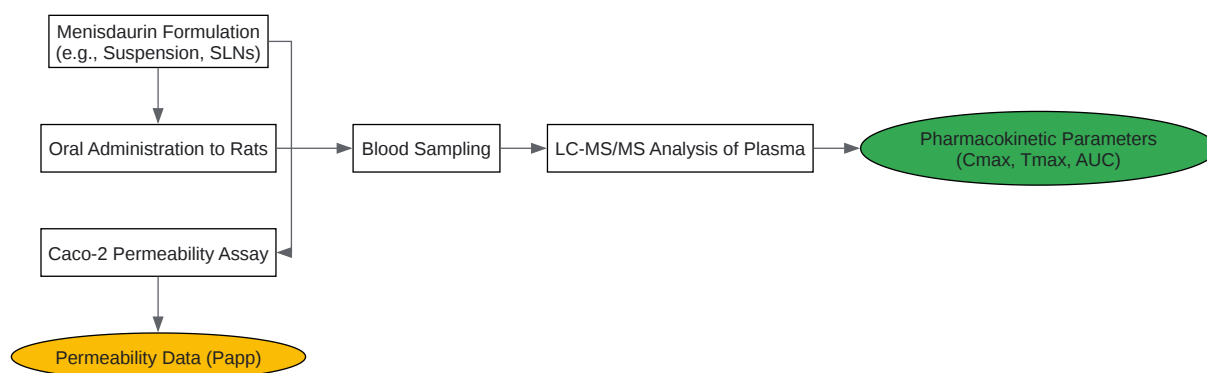 Menisdaurin Formulation
(e.g., Suspension, SLNs)
Oral Administration to Rats
Blood Sampling
LC-MS/MS Analysis of Plasma
Pharmacokinetic Parameters
(Cmax, Tmax, AUC)
Caco-2 Permeability Assay
Permeability Data (Papp)